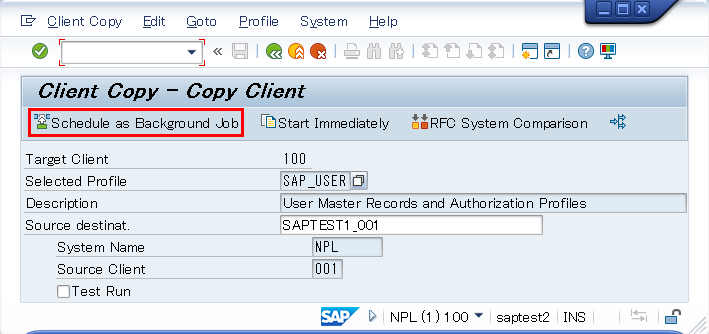 Client Copy Edit Goto Profile System Help
Client Copy - Copy Client
Schedule as Background Job Start Immediately RFC System Comparison
Target Client 100
Selected Profile SAP_USER
Description User Master Records and Authorization Profiles
Source destinat. SAPTEST1_001
System Name NPL
Source Client 001
Test Run
SAP NPL (1) 100 saptest2 INS